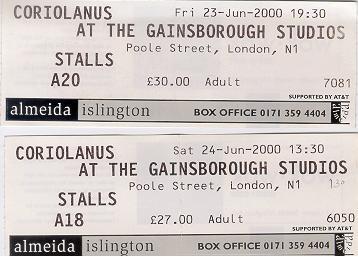 CORIOLANUS Fri 23-Jun-2000 19:30
AT THE GAINSBOROUGH STUDIOS
Poole Street, London, N1
STALLS
A20 £30.00 Adult 7081
SUPPORTED BY AT&T
almeida islington BOX OFFICE 0171 359 4404
CORIOLANUS Sat 24-Jun-2000 13:30
AT THE GAINSBOROUGH STUDIOS
Poole Street, London, N1 130
STALLS
A18 £27.00 Adult 6050
SUPPORTED BY AT&T
almeida islington BOX OFFICE 0171 359 4404